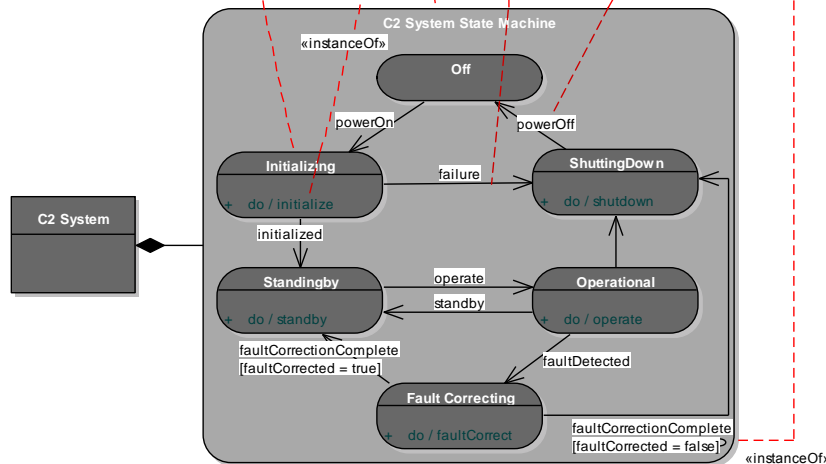 C2 System State Machine
«instanceOf»
Off
powerOn
powerOff
Initializing
+ do / initialize
failure
ShuttingDown
+ do / shutdown
C2 System
initialized
Standingby
+ do / standby
operate
standby
Operational
+ do / operate
faultCorrectionComplete
[faultCorrected = true]
faultDetected
Fault Correcting
+ do / faultCorrect
faultCorrectionComplete
[faultCorrected = false]
«instanceOf»